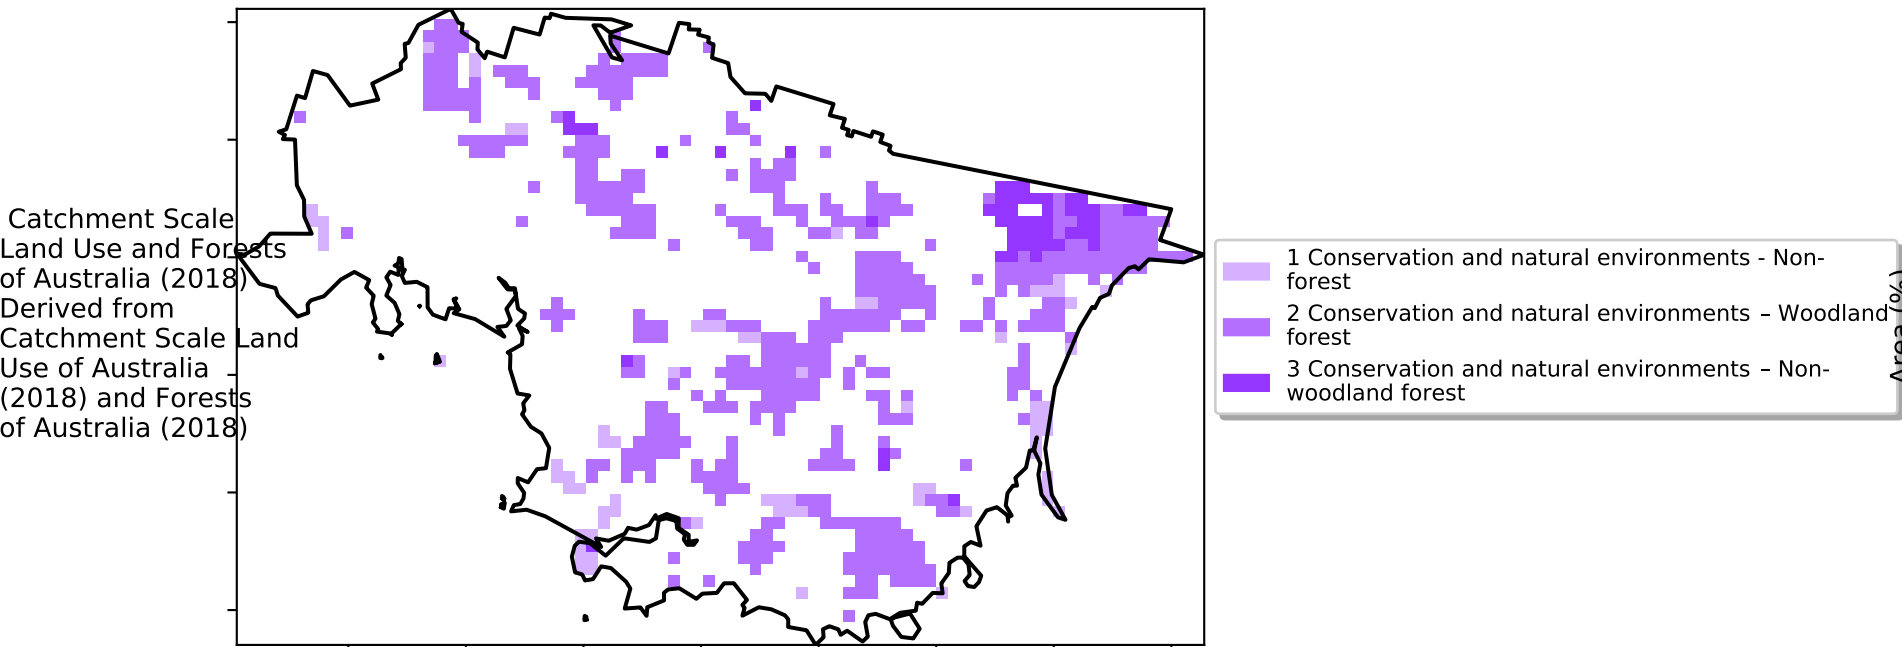 Catchment Scale
Land Use and Forests
of Australia (2018)
Derived from
Catchment Scale Land
Use of Australia
(2018) and Forests
of Australia (2018)
1 Conservation and natural environments - Non-
forest
2 Conservation and natural environments – Woodland
forest
3 Conservation and natural environments – Non-
woodland forest
Area (%)